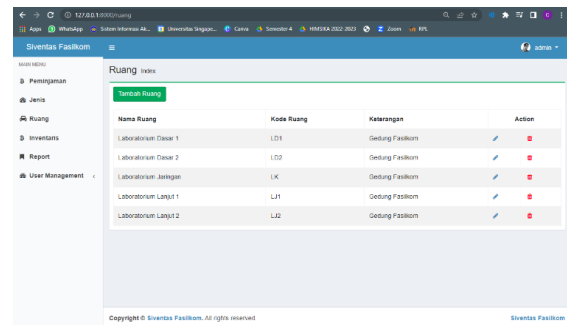 127.0.0.1:8000/ruang
Apps WhatsApp Sistem Informasi Ak... Universitas Singape... Canva Semester 4 HIMSIKA 2022-2023 Zoom RPL
Siventas Fasilkom admin
MAIN MENU
Peminjaman
Jenis
Ruang
Inventaris
Report
User Management
Ruang Index
Tambah Ruang
Nama Ruang Kode Ruang Keterangan Action
Laboratorium Dasar 1 LD1 Gedung Fasilkom
Laboratorium Dasar 2 LD2 Gedung Fasilkom
Laboratorium Jaringan LK Gedung Fasilkom
Laboratorium Lanjut 1 LJ1 Gedung Fasilkom
Laboratorium Lanjut 2 LJ2 Gedung Fasilkom
Copyright © Siventas Fasilkom. All rights reserved Siventas Fasilkom